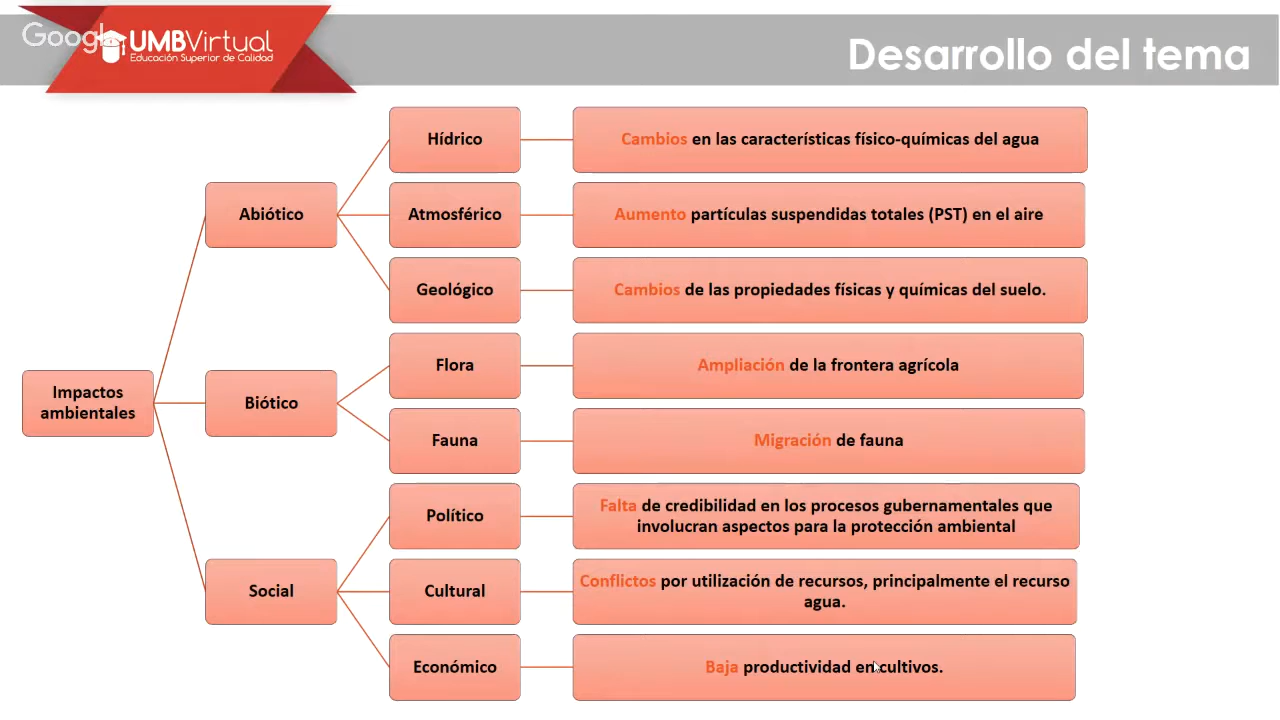 Google
UMBVirtual
Educación Superior de Calidad
Desarrollo del tema
Impactos
ambientales
Abiótico
Hídrico
Cambios en las características físico-químicas del agua
Atmosférico
Aumento partículas suspendidas totales (PST) en el aire
Geológico
Cambios de las propiedades físicas y químicas del suelo.
Biótico
Flora
Ampliación de la frontera agrícola
Fauna
Migración de fauna
Social
Político
Falta de credibilidad en los procesos gubernamentales que
involucran aspectos para la protección ambiental
Cultural
Conflictos por utilización de recursos, principalmente el recurso
agua.
Económico
Baja productividad en cultivos.